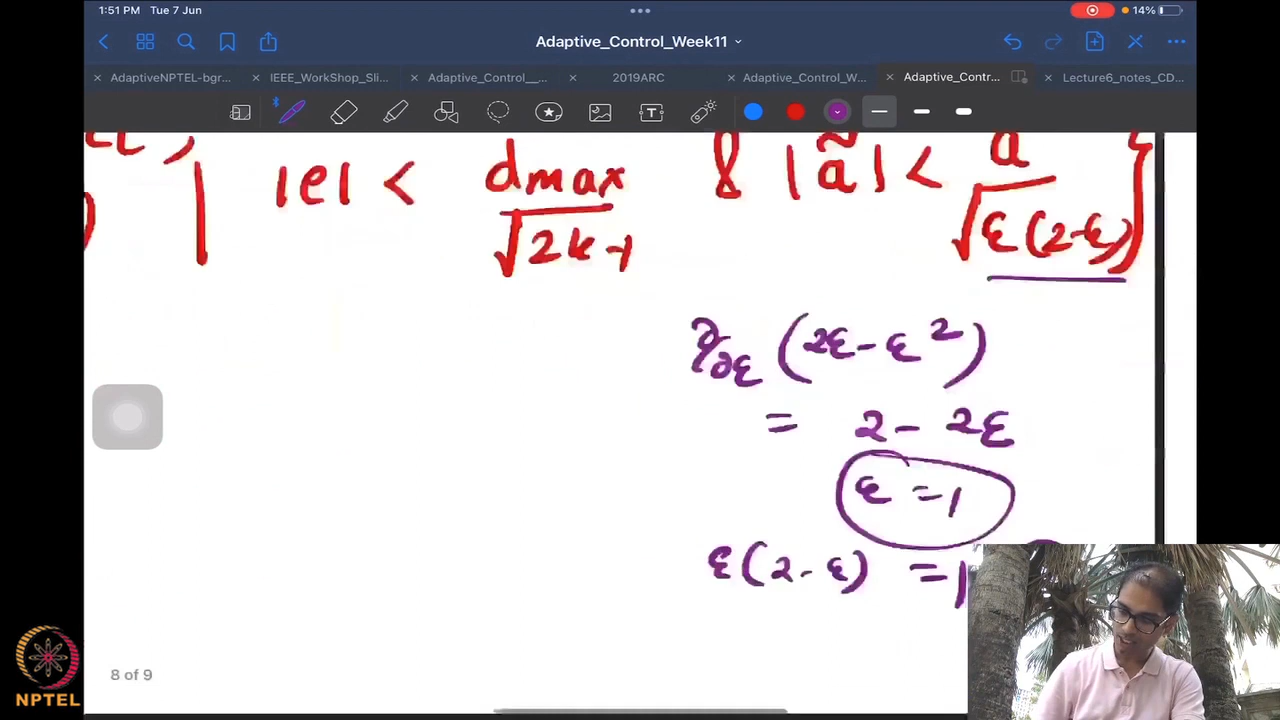 1:51 PM Tue 7 Jun
14%
Adaptive_Control_Week11
AdaptiveNPTEL-bgr...
IEEE_WorkShop_Sli...
Adaptive_Control__...
2019ARC
Adaptive_Control_W...
Adaptive_Contr...
Lecture6_notes_CD...
|e| < dmax/√2k-1 & |ã| < a/√ε(2-ε) }
∂/∂ε (2ε - ε²)
= 2 - 2ε
ε = 1
ε(2-ε) = 1
8 of 9
NPTEL